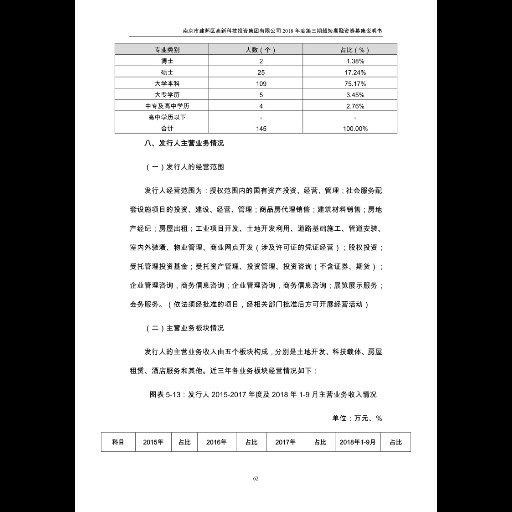 南京市建邺区高新科技投资集团有限公司2018年度第三期超短期融资券募集说明书
专业类别 人数（个） 占比（%）
博士 2 1.38%
硕士 25 17.24%
大学本科 109 75.17%
大专学历 5 3.45%
中专及高中学历 4 2.76%
高中学历以下 - -
合计 145 100.00%
八、发行人主营业务情况
（一）发行人的经营范围
发行人经营范围为：授权范围内的国有资产投资、经营、管理；社会服务配
套设施项目的投资、建设、经营、管理；商品房代理销售；建筑材料销售；房地
产经纪；房屋出租；工业项目开发、土地开发利用、道路基础施工、管道安装、
室内外装潢、物业管理、商业网点开发（涉及许可证的凭证经营）；股权投资；
受托管理投资基金；受托资产管理、投资管理、投资咨询（不含证券、期货）；
企业管理咨询，商务信息咨询；企业管理咨询，商务信息咨询；展览展示服务；
会务服务。（依法须经批准的项目，经相关部门批准后方可开展经营活动）
（二）主营业务板块情况
发行人的主营业务收入由五个板块构成，分别是土地开发、科技载体、房屋
租赁、酒店服务和其他。近三年各业务板块经营情况如下：
图表 5-13：发行人 2015-2017 年度及 2018 年 1-9 月主营业务收入情况
单位：万元、%
科目 2015年 占比 2016年 占比 2017年 占比 2018年1-9月 占比
62